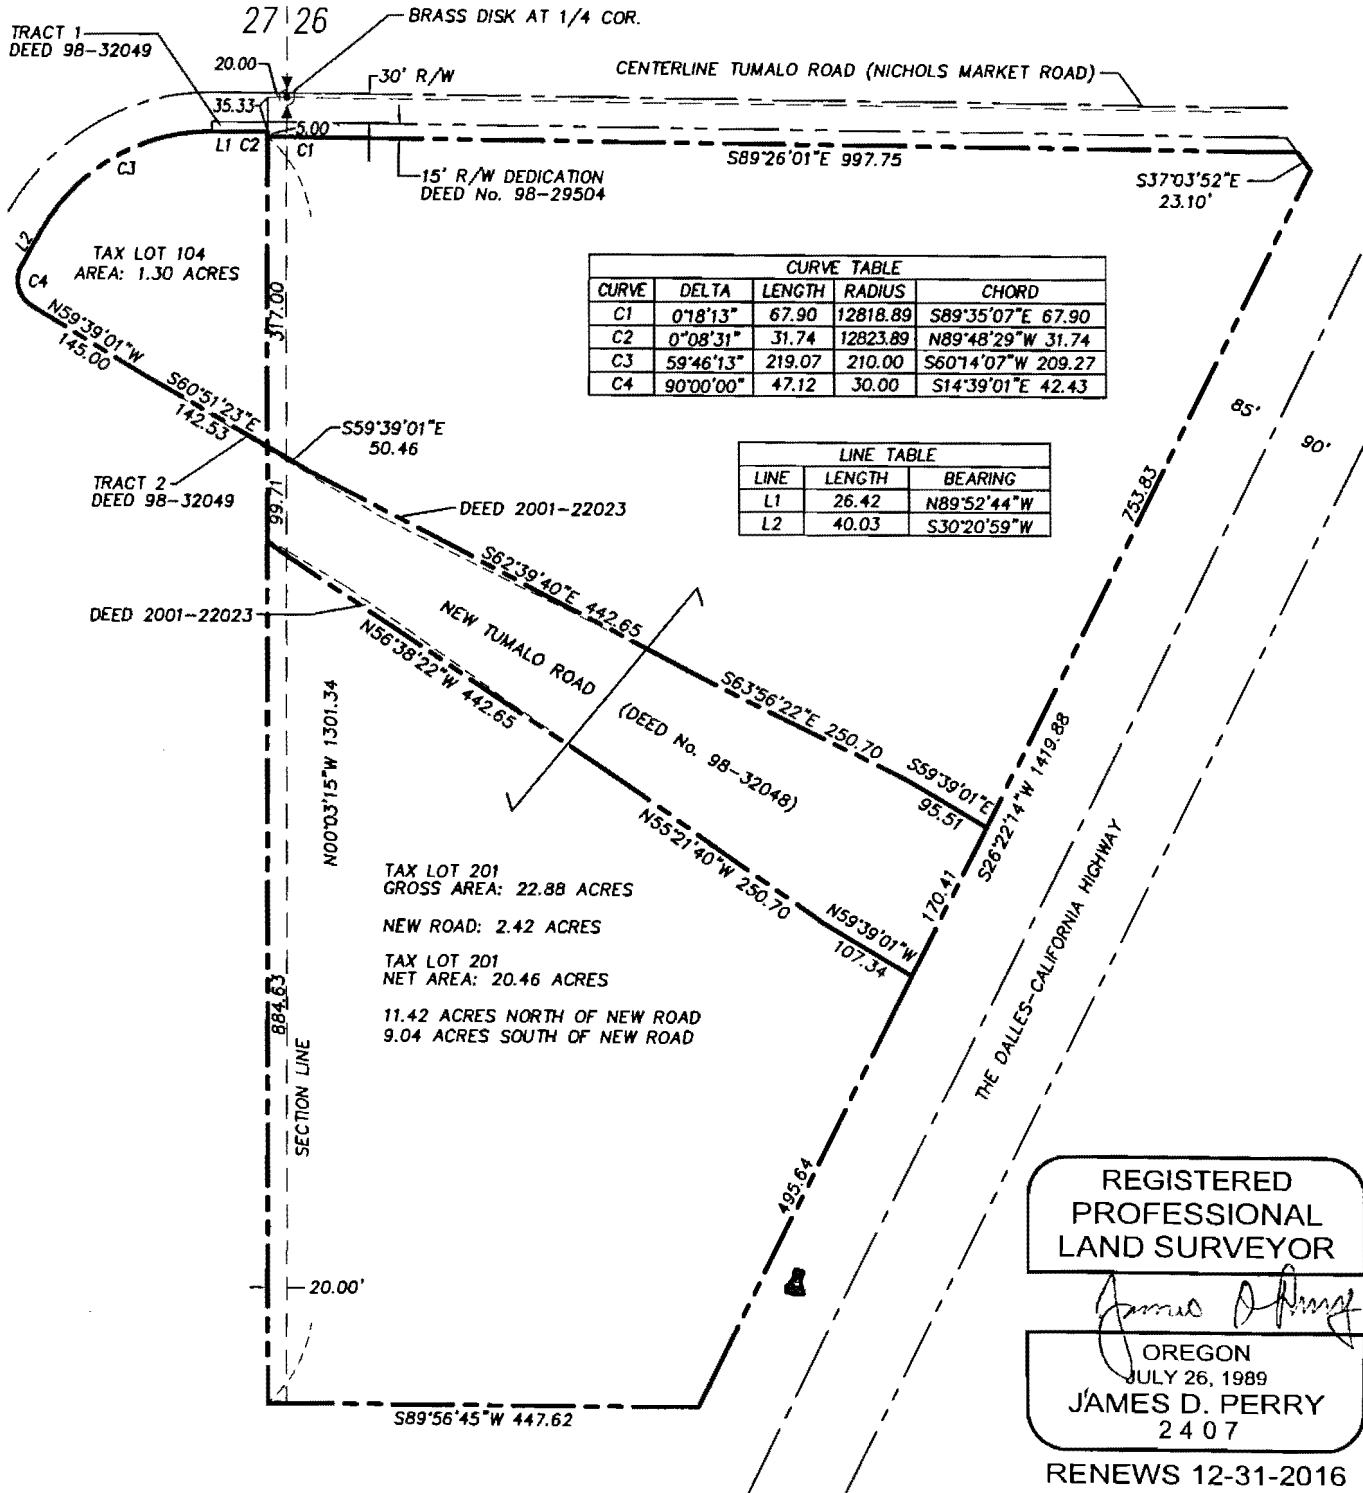 27 26
BRASS DISK AT 1/4 COR.
TRACT 1
DEED 98-32049
20.00
30' R/W
CENTERLINE TUMALO ROAD (NICHOLS MARKET ROAD)
35.33
5.00
L1 C2 C1
C3
S89°26'01"E 997.75
15' R/W DEDICATION
DEED No. 98-29504
S37°03'52"E
23.10'
L2
TAX LOT 104
AREA: 1.30 ACRES
C4
317.00
N59°39'01"W
145.00
CURVE TABLE
CURVE DELTA LENGTH RADIUS CHORD
C1 0°18'13" 67.90 12818.89 S89°35'07"E 67.90
C2 0°08'31" 31.74 12823.89 N89°48'29"W 31.74
C3 59°46'13" 219.07 210.00 S60°14'07"W 209.27
C4 90°00'00" 47.12 30.00 S14°39'01"E 42.43
S60°51'23"E
142.53
S59°39'01"E
50.46
85'
90'
LINE TABLE
LINE LENGTH BEARING
L1 26.42 N89°52'44"W
L2 40.03 S30°20'59"W
TRACT 2
DEED 98-32049
99.71
DEED 2001-22023
753.83
S62°39'40"E 442.65
DEED 2001-22023
NEW TUMALO ROAD
(DEED No. 98-32048)
N56°38'22"W 442.65
S63°56'22"E 250.70
N00°03'15"W 1301.34
S59°39'01"E
95.51
S26°22'14"W 1419.88
N55°21'40"W 250.70
170.41
N59°39'01"W
107.34
TAX LOT 201
GROSS AREA: 22.88 ACRES
NEW ROAD: 2.42 ACRES
TAX LOT 201
NET AREA: 20.46 ACRES
11.42 ACRES NORTH OF NEW ROAD
9.04 ACRES SOUTH OF NEW ROAD
884.63
SECTION LINE
THE DALLES-CALIFORNIA HIGHWAY
495.64
20.00'
S89°56'45"W 447.62
REGISTERED
PROFESSIONAL
LAND SURVEYOR
James D Perry
OREGON
JULY 26, 1989
JAMES D. PERRY
2407
RENEWS 12-31-2016